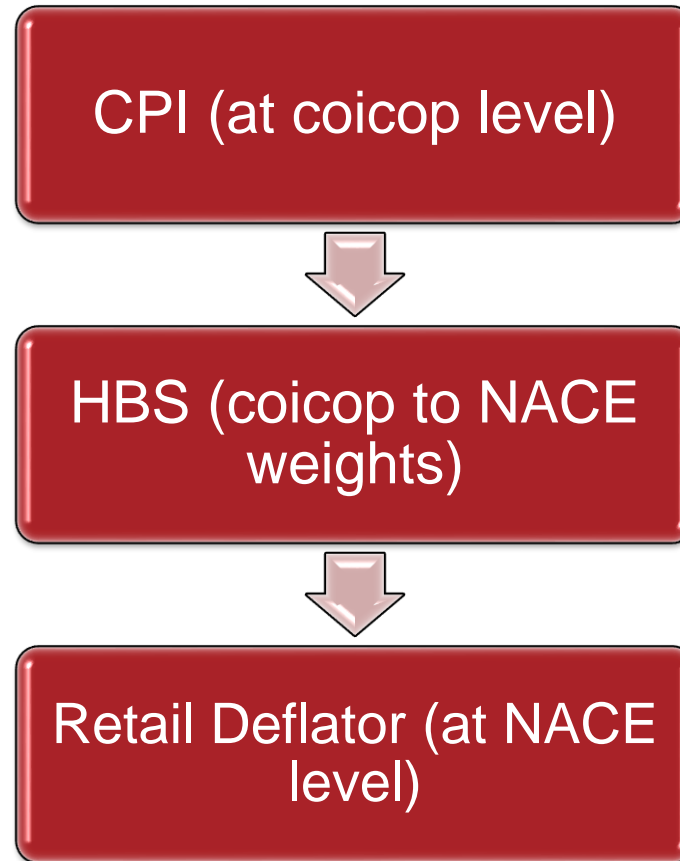 CPI (at coicop level)
HBS (coicop to NACE
weights)
Retail Deflator (at NACE
level)